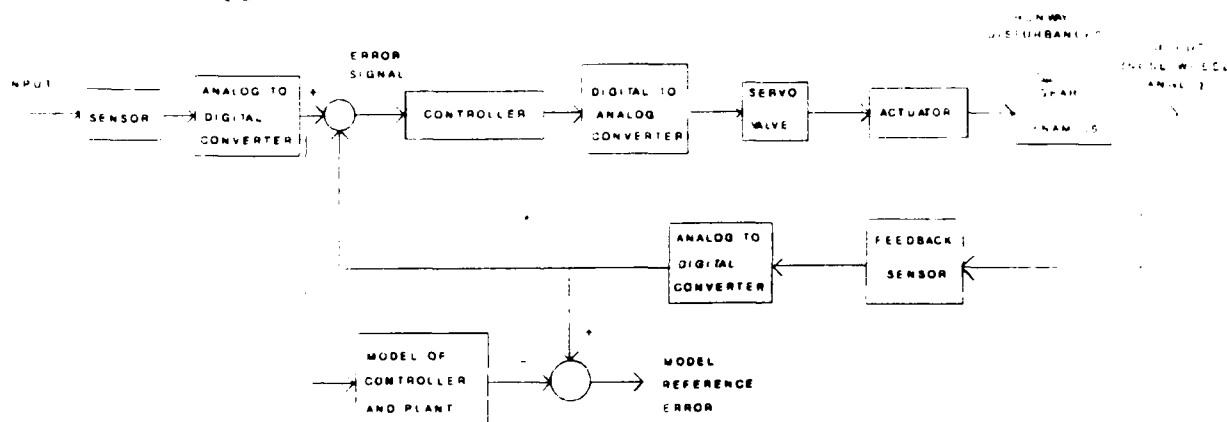 ERROR
SIGNAL
SENSOR
ANALOG TO
DIGITAL
CONVERTER
+
CONTROLLER
DIGITAL TO
ANALOG
CONVERTER
SERVO
VALVE
ACTUATOR
ANALOG TO
DIGITAL
CONVERTER
FEEDBACK
SENSOR
MODEL OF
CONTROLLER
AND PLANT
-
+
MODEL
REFERENCE
ERROR